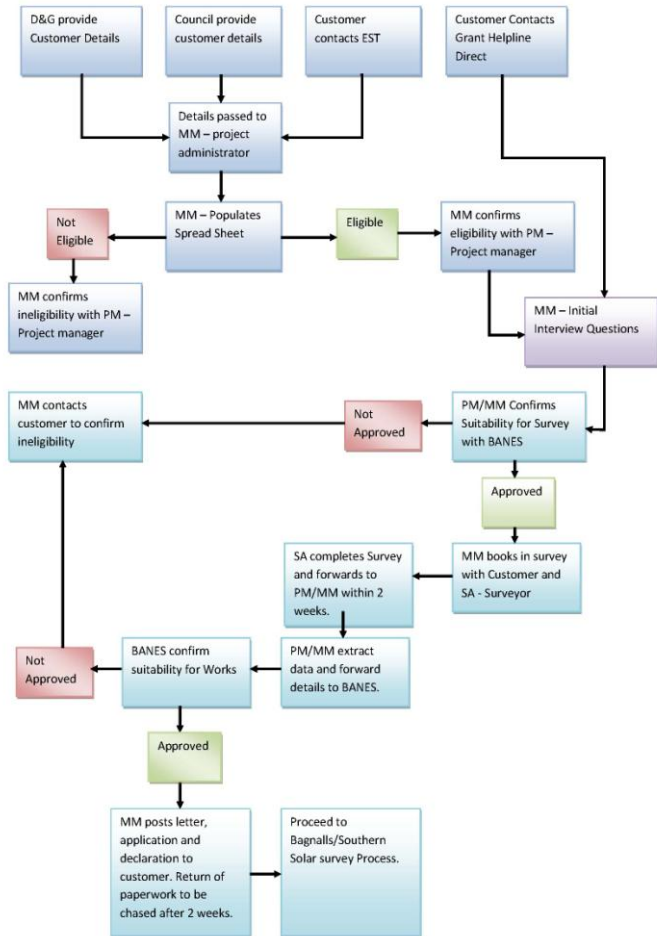 D&G provide
Customer Details
Council provide
customer details
Customer
contacts EST
Customer Contacts
Grant Helpline
Direct
Details passed to
MM – project
administrator
Not
Eligible
MM – Populates
Spread Sheet
Eligible
MM confirms
eligibility with PM –
Project manager
MM confirms
ineligibility with PM –
Project manager
MM – Initial
Interview Questions
MM contacts
customer to confirm
ineligibility
Not
Approved
PM/MM Confirms
Suitability for Survey
with BANES
Approved
SA completes Survey
and forwards to
PM/MM within 2
weeks.
MM books in survey
with Customer and
SA - Surveyor
Not
Approved
BANES confirm
suitability for Works
PM/MM extract
data and forward
details to BANES.
Approved
MM posts letter,
application and
declaration to
customer. Return of
paperwork to be
chased after 2 weeks.
Proceed to
Bagnalls/Southern
Solar survey Process.